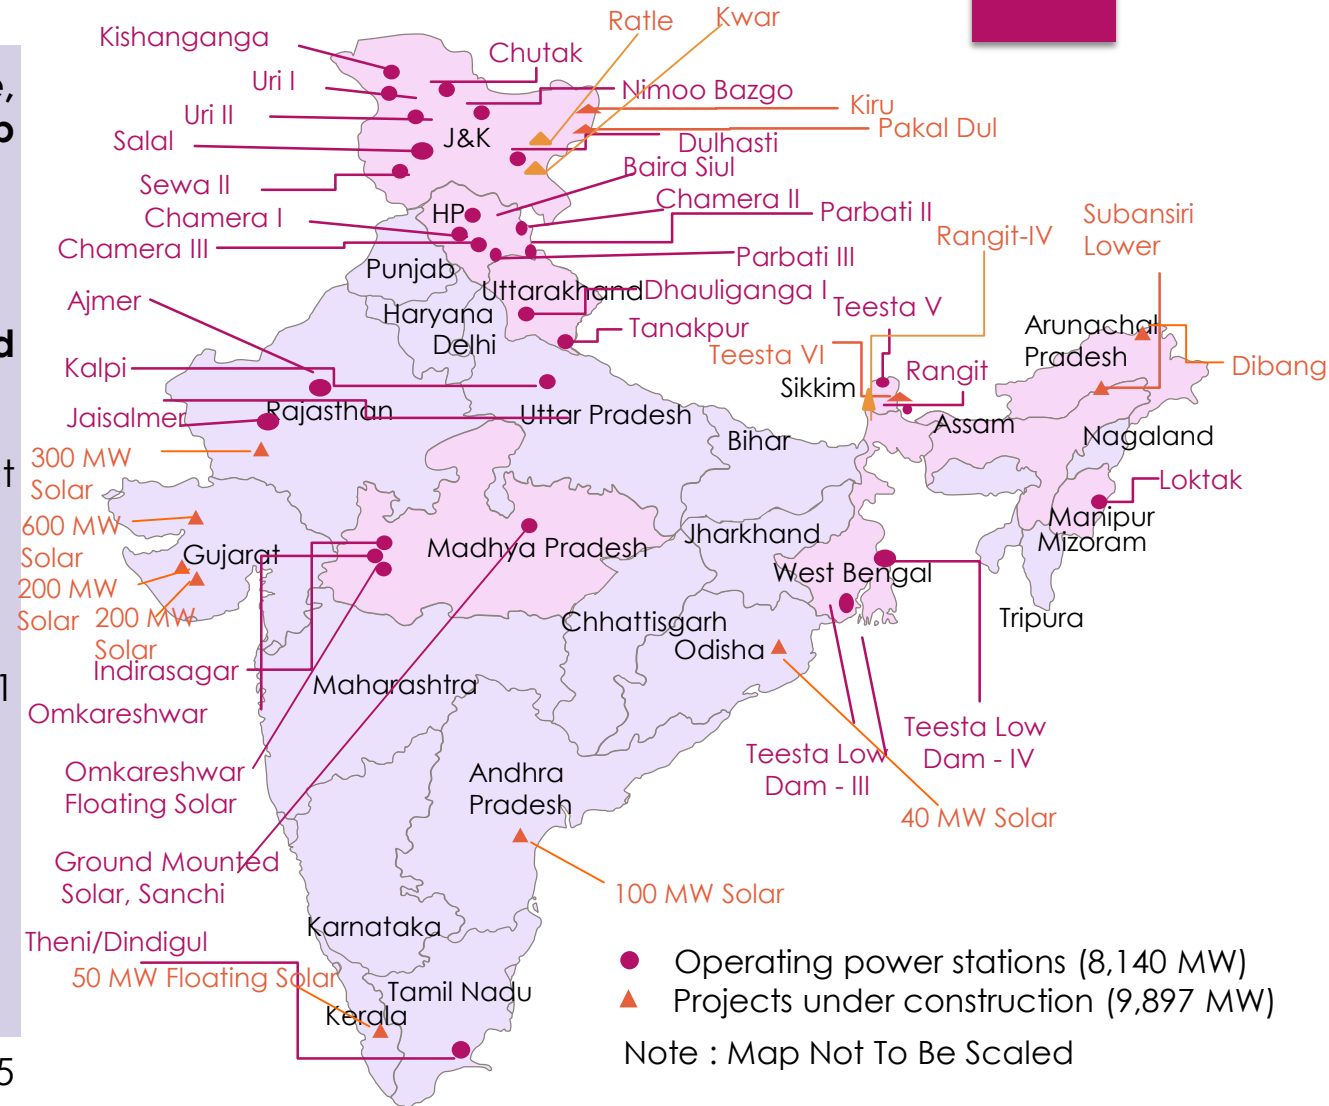 Ratle
Kwar
Kishanganga
Chutak
Uri I
Nimoo Bazgo
e,
Kiru
Uri II
Pakal Dul
Salal
J&K
Dulhasti
Baira Siul
Sewa II
Chamera II
HP
Chamera I
Parbati II
Subansiri
Lower
Rangit-IV
Chamera III
Parbati III
Punjab
Uttarakhand
Dhauliganga I
Ajmer
Teesta V
Haryana
Tanakpur
Arunachal
Pradesh
Delhi
d
Teesta VI
Kalpi
Sikkim
Rangit
Dibang
Jaisalmer
Rajasthan
Uttar Pradesh
Assam
Bihar
Nagaland
300 MW
Solar
t
Loktak
600 MW
Solar
Manipur
Gujarat
Madhya Pradesh
Jharkhand
Mizoram
200 MW
Solar
West Bengal
200 MW
Solar
Chhattisgarh
Tripura
Odisha
Indirasagar
1
Maharashtra
Omkareshwar
Teesta Low
Dam - IV
Teesta Low
Dam - III
Omkareshwar
Floating Solar
Andhra
Pradesh
40 MW Solar
Ground Mounted
Solar, Sanchi
100 MW Solar
Karnataka
Theni/Dindigul
50 MW Floating Solar
Tamil Nadu
Kerala
Operating power stations (8,140 MW)
Projects under construction (9,897 MW)
Note : Map Not To Be Scaled
5